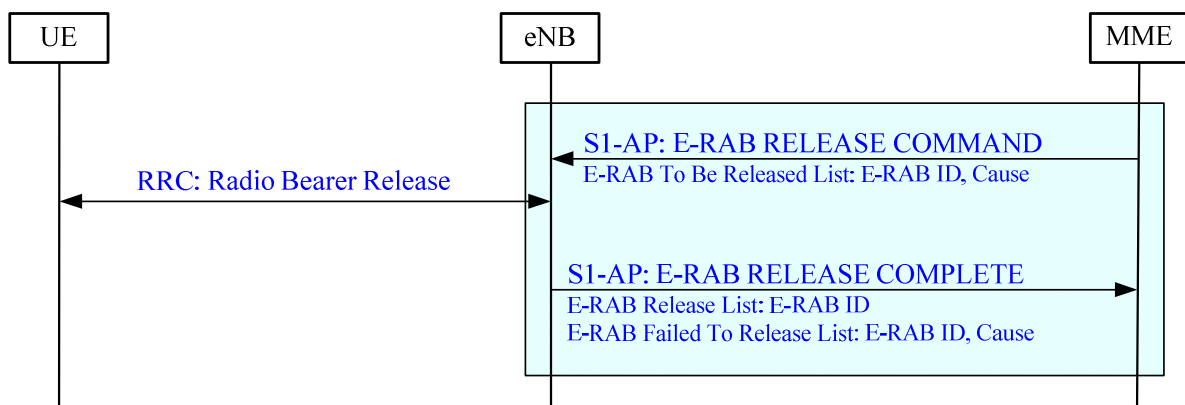 UE
eNB
MME
S1-AP: E-RAB RELEASE COMMAND
E-RAB To Be Released List: E-RAB ID, Cause
RRC: Radio Bearer Release
S1-AP: E-RAB RELEASE COMPLETE
E-RAB Release List: E-RAB ID
E-RAB Failed To Release List: E-RAB ID, Cause